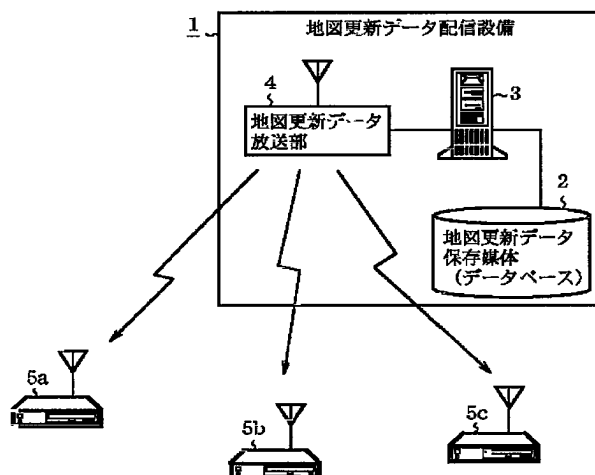 1
地図更新データ配信設備
4
地図更新データ
放送部
3
2
地図更新データ
保存媒体
(データベース)
5a
5b
5c